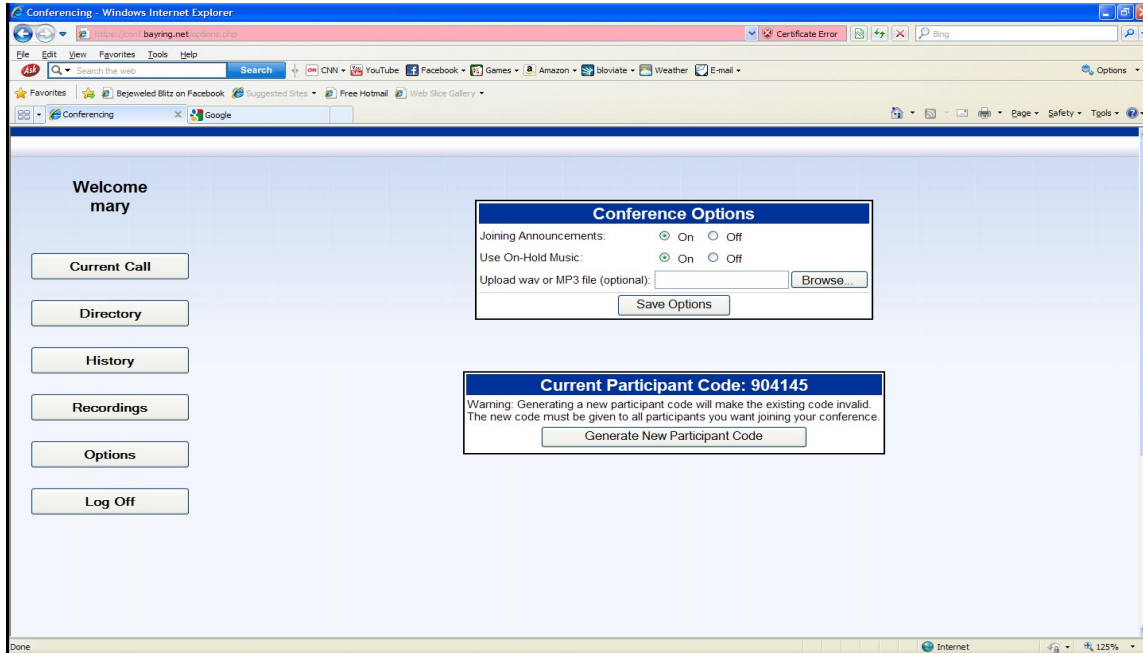 Conferencing - Windows Internet Explorer
https://conf.bayring.net/options.php Certificate Error Bing
File Edit View Favorites Tools Help
Ask Search the web Search CNN YouTube Facebook Games Amazon bloviate Weather E-mail Options
Favorites Bejeweled Blitz on Facebook Suggested Sites Free Hotmail Web Slice Gallery
Conferencing Google Page Safety Tools
Welcome
mary
Current Call
Directory
History
Recordings
Options
Log Off
Conference Options
Joining Announcements: On Off
Use On-Hold Music: On Off
Upload wav or MP3 file (optional): Browse...
Save Options
Current Participant Code: 904145
Warning: Generating a new participant code will make the existing code invalid.
The new code must be given to all participants you want joining your conference.
Generate New Participant Code
Done Internet 125%